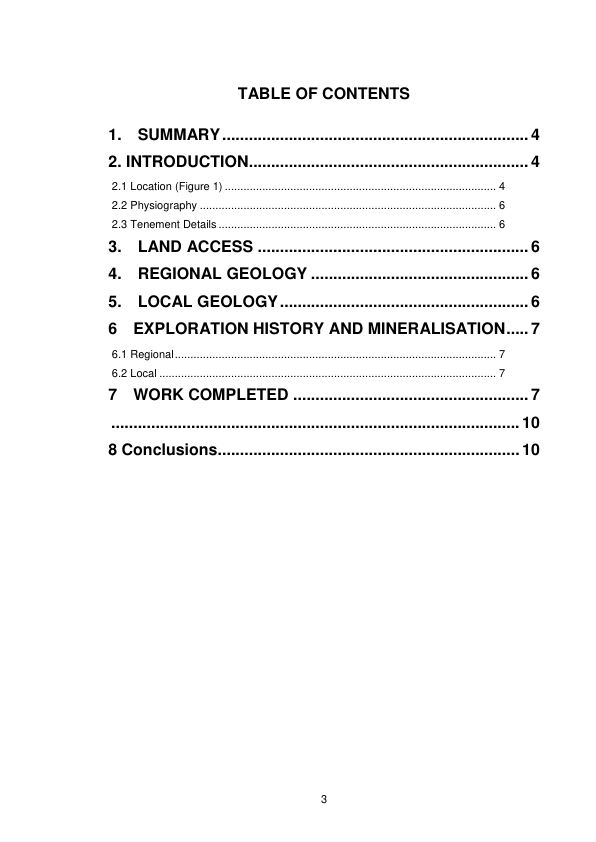 TABLE OF CONTENTS
1. SUMMARY ..................................................................... 4
2. INTRODUCTION............................................................... 4
2.1 Location (Figure 1) ....................................................................................... 4
2.2 Physiography ............................................................................................... 6
2.3 Tenement Details ......................................................................................... 6
3. LAND ACCESS ............................................................. 6
4. REGIONAL GEOLOGY ................................................. 6
5. LOCAL GEOLOGY ........................................................ 6
6 EXPLORATION HISTORY AND MINERALISATION..... 7
6.1 Regional....................................................................................................... 7
6.2 Local ............................................................................................................ 7
7 WORK COMPLETED ..................................................... 7
............................................................................................ 10
8 Conclusions.................................................................... 10
3